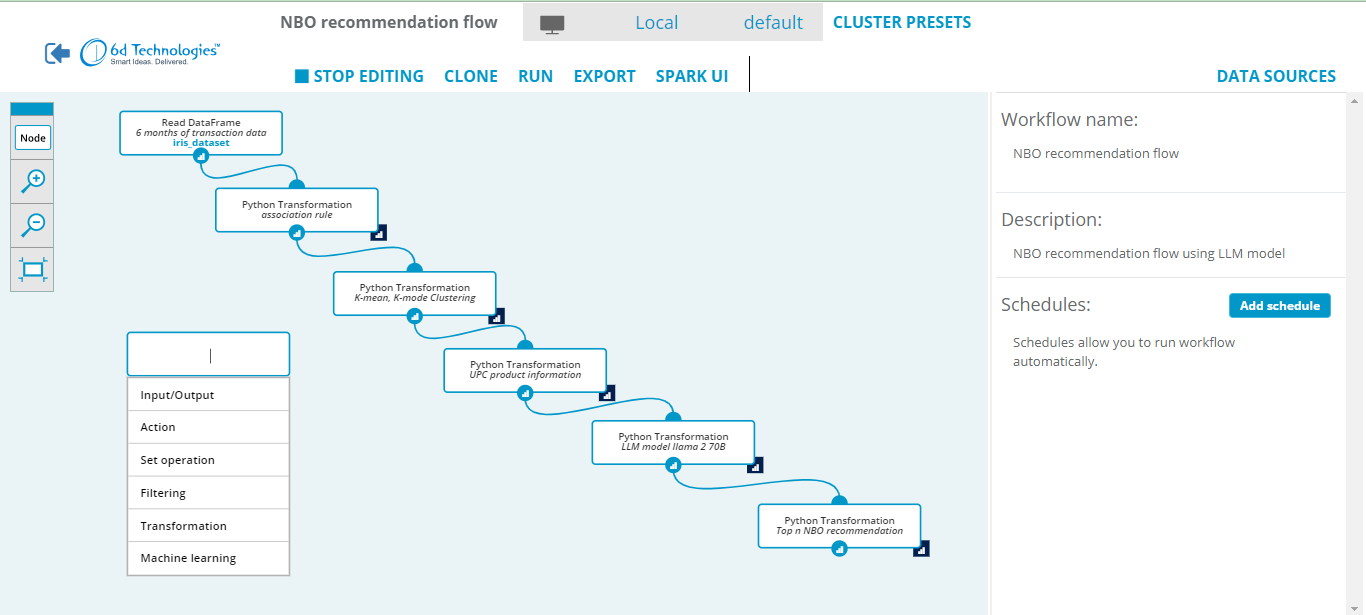 NBO recommendation flow
Local
default
CLUSTER PRESETS
6d Technologies™
Smart Ideas. Delivered.
STOP EDITING
CLONE
RUN
EXPORT
SPARK UI
DATA SOURCES
Node
Read DataFrame
6 months of transaction data
iris_dataset
Python Transformation
association rule
Python Transformation
K-mean, K-mode Clustering
Python Transformation
UPC product information
Python Transformation
LLM model llama 2 70B
Python Transformation
Top n NBO recommendation
Input/Output
Action
Set operation
Filtering
Transformation
Machine learning
Workflow name:
NBO recommendation flow
Description:
NBO recommendation flow using LLM model
Schedules:
Add schedule
Schedules allow you to run workflow
automatically.